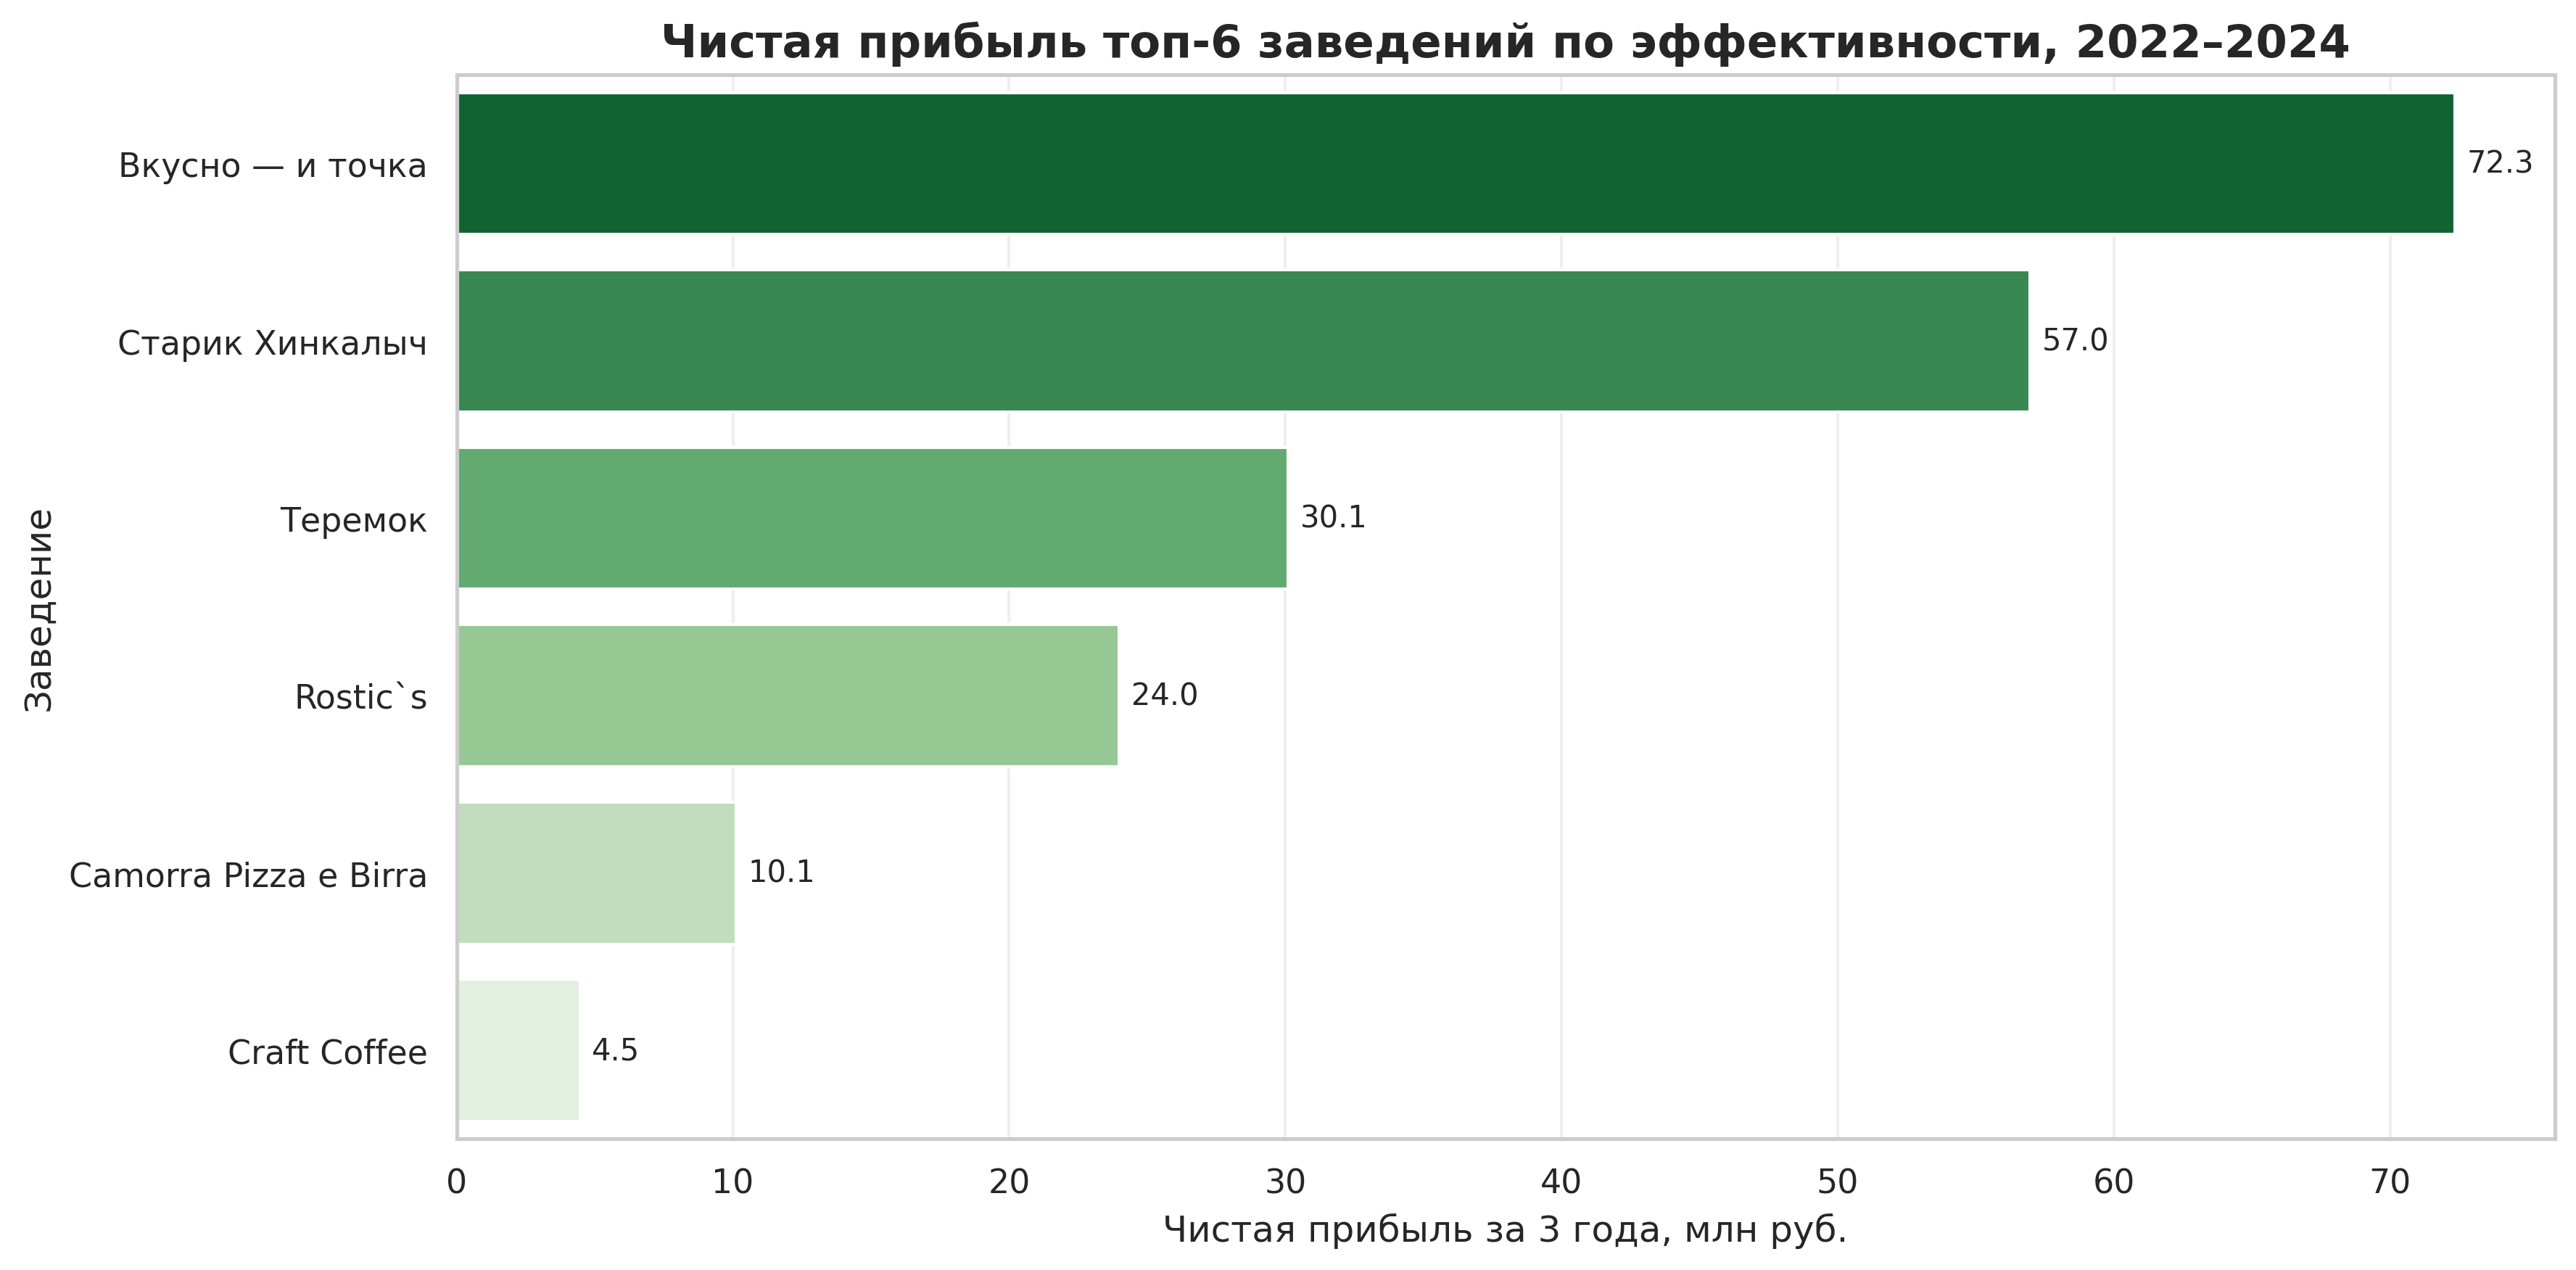 Чистая прибыль топ-6 заведений по эффективности, 2022–2024
Заведение
Вкусно — и точка
72.3
Старик Хинкалыч
57.0
Теремок
30.1
Rostic`s
24.0
Camorra Pizza e Birra
10.1
Craft Coffee
4.5
0 10 20 30 40 50 60 70
Чистая прибыль за 3 года, млн руб.